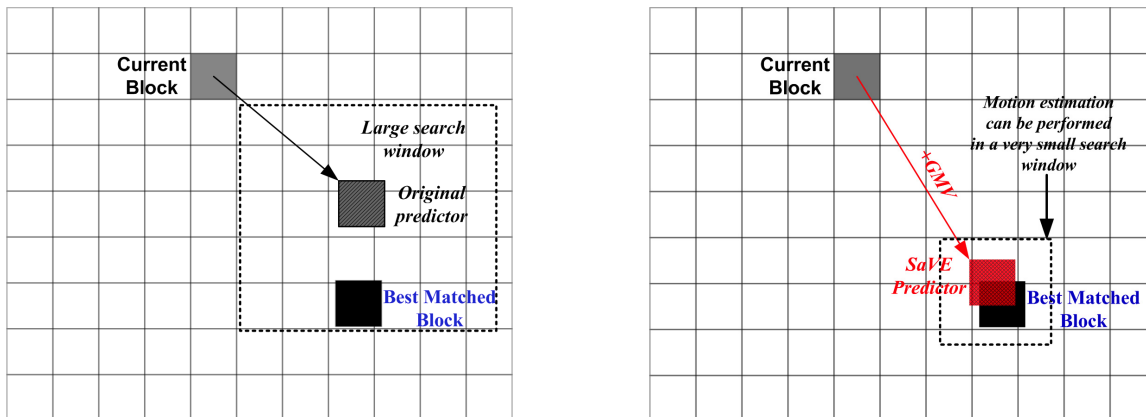 Current
Block
Large search
window
Original
predictor
Best Matched
Block
Current
Block
Motion estimation
can be performed
in a very small search
window
+GMV
SaVE
Predictor
Best Matched
Block